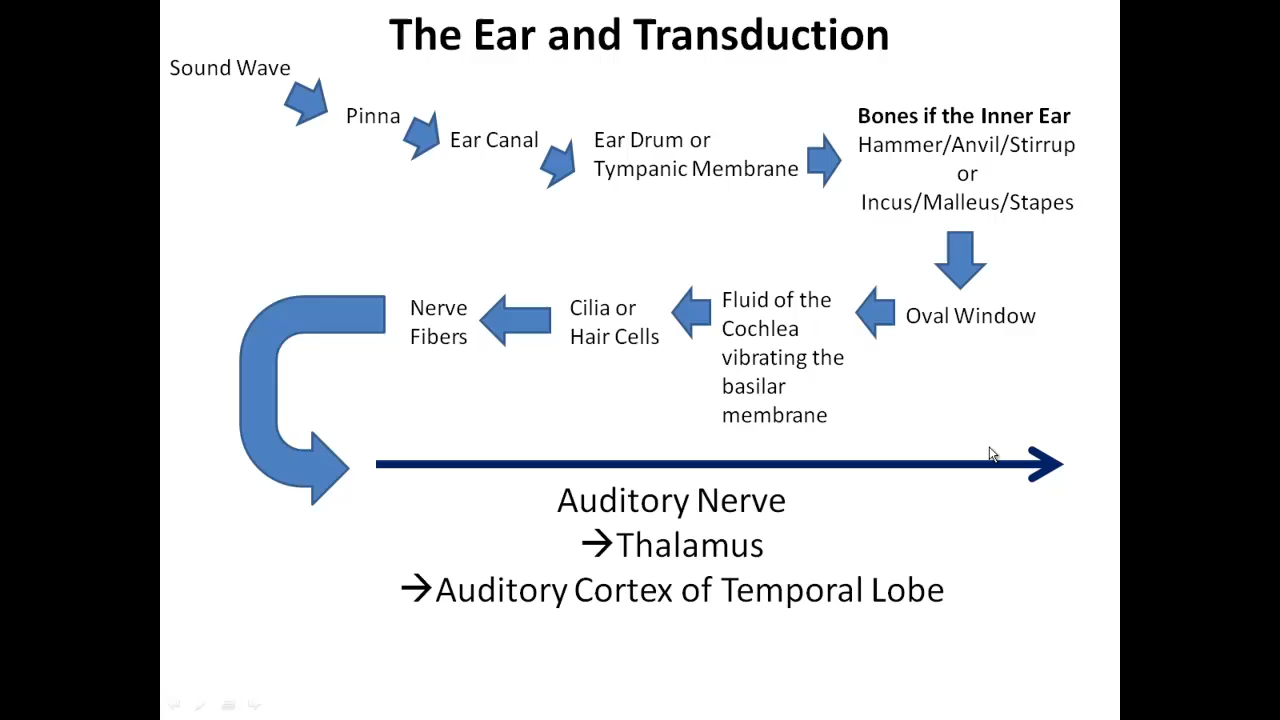 The Ear and Transduction
Sound Wave
Pinna
Ear Canal
Ear Drum or
Tympanic Membrane
Bones if the Inner Ear
Hammer/Anvil/Stirrup
or
Incus/Malleus/Stapes
Oval Window
Fluid of the
Cochlea
vibrating the
basilar
membrane
Cilia or
Hair Cells
Nerve
Fibers
Auditory Nerve
→Thalamus
→Auditory Cortex of Temporal Lobe